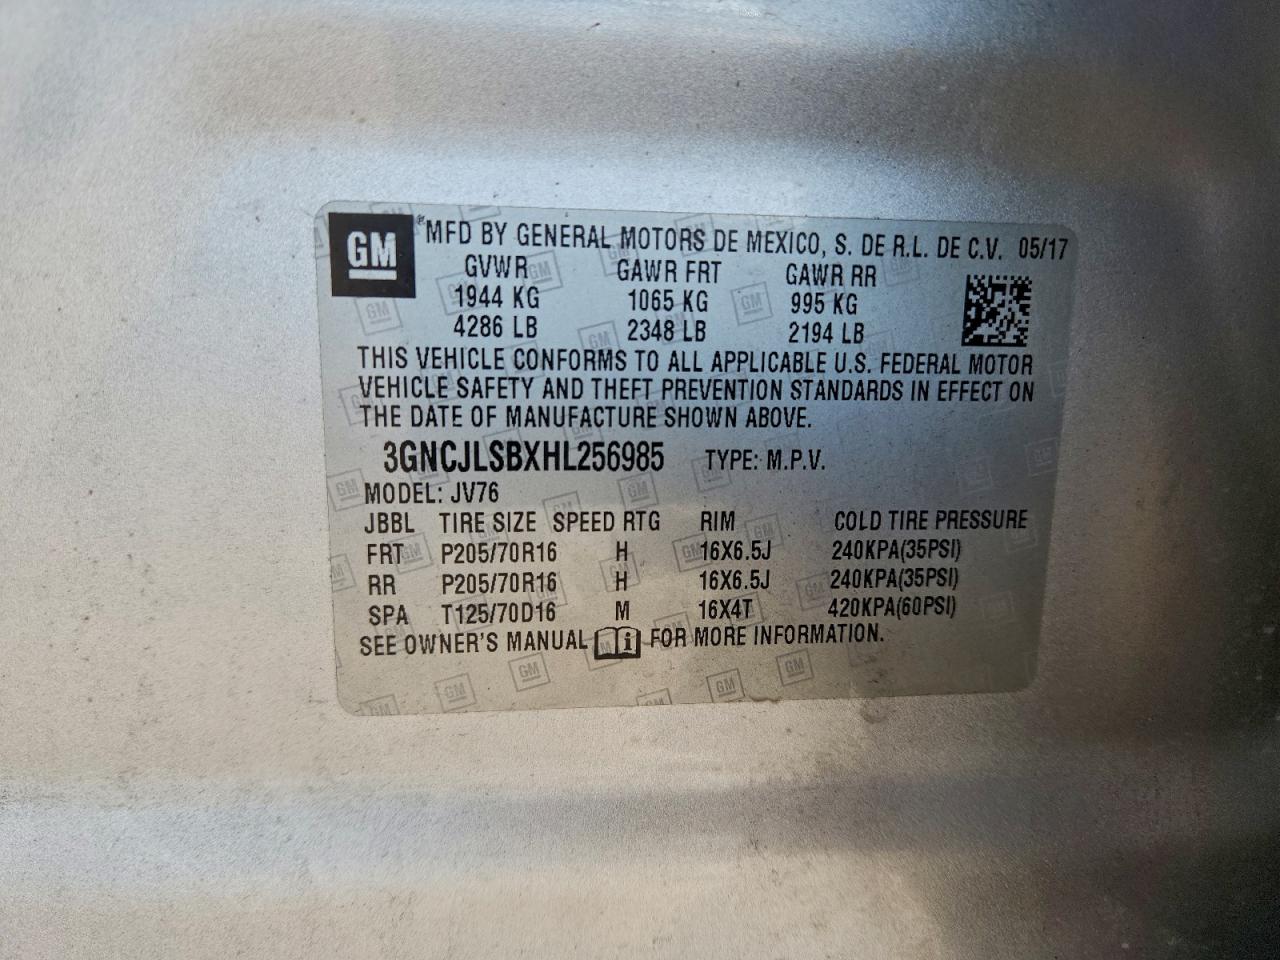 GM ® MFD BY GENERAL MOTORS DE MEXICO, S. DE R.L. DE C.V. 05/17
GVWR GAWR FRT GAWR RR
1944 KG 1065 KG 995 KG
4286 LB 2348 LB 2194 LB
THIS VEHICLE CONFORMS TO ALL APPLICABLE U.S. FEDERAL MOTOR
VEHICLE SAFETY AND THEFT PREVENTION STANDARDS IN EFFECT ON
THE DATE OF MANUFACTURE SHOWN ABOVE.
3GNCJLSBXHL256985 TYPE: M.P.V.
MODEL: JV76
JBBL TIRE SIZE SPEED RTG RIM COLD TIRE PRESSURE
FRT P205/70R16 H 16X6.5J 240KPA(35PSI)
RR P205/70R16 H 16X6.5J 240KPA(35PSI)
SPA T125/70D16 M 16X4T 420KPA(60PSI)
SEE OWNER'S MANUAL i FOR MORE INFORMATION.